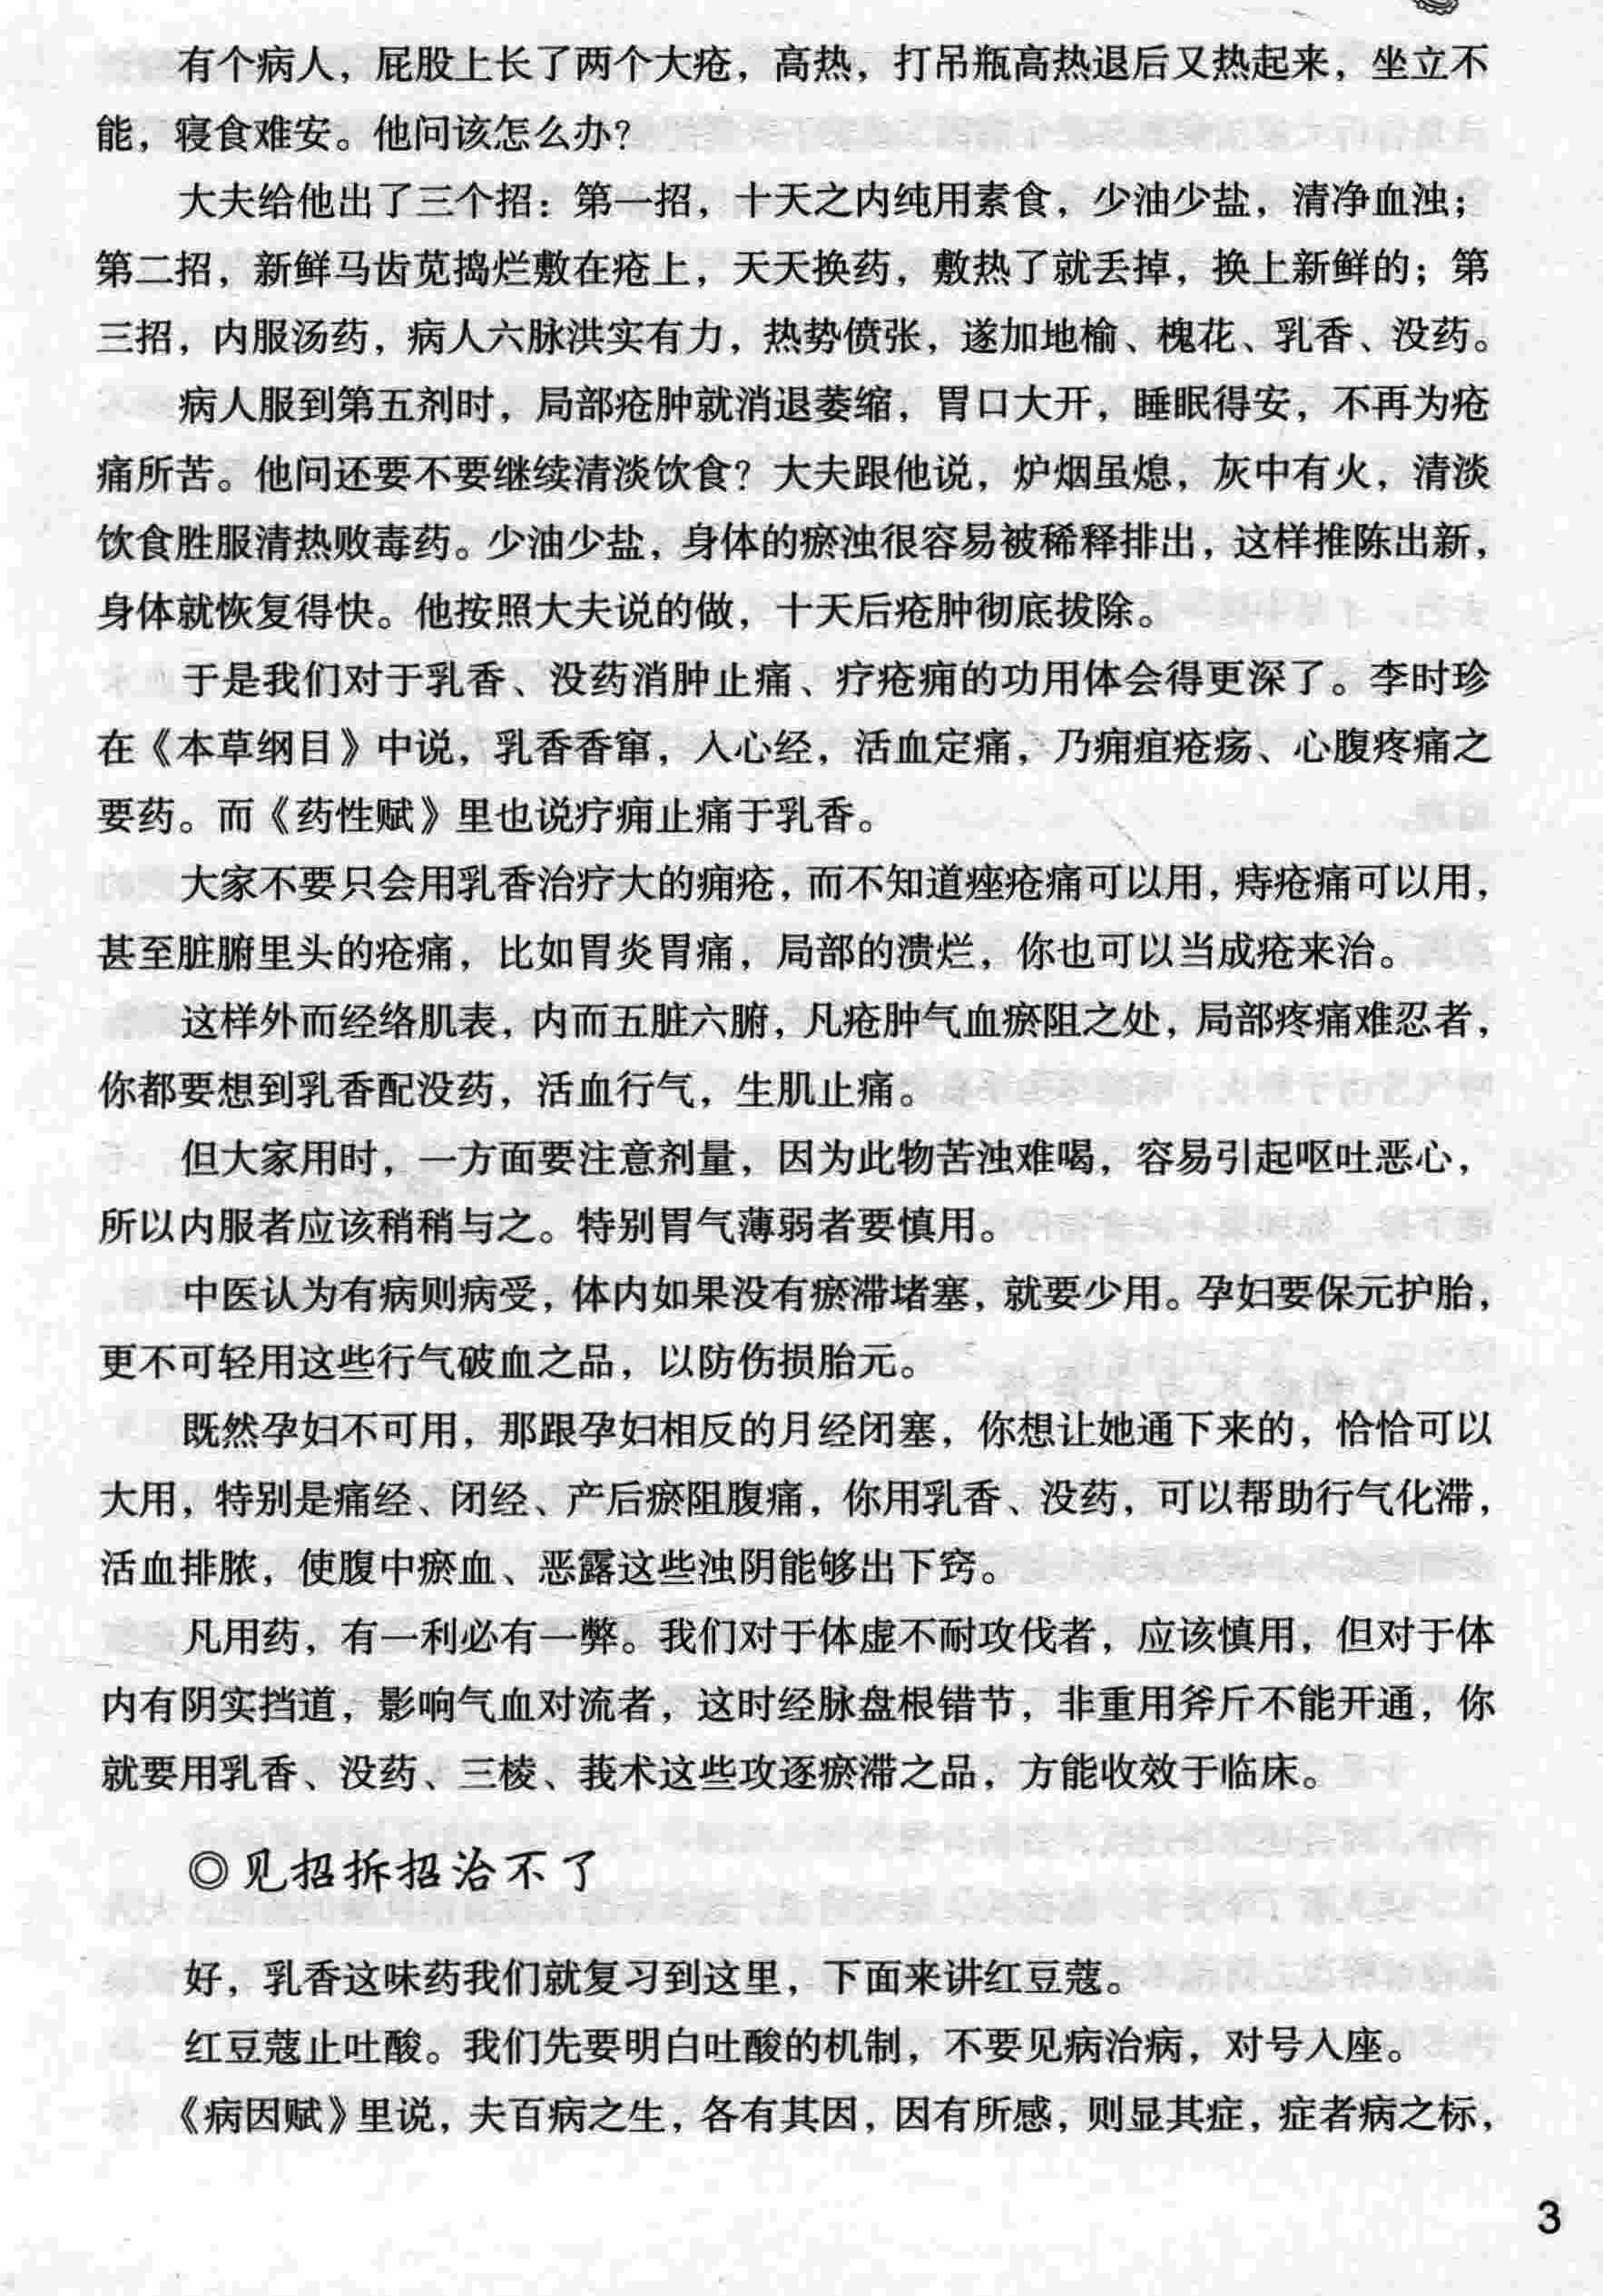 有个病人，屁股上长了两个大疮，高热，打吊瓶高热退后又热起来，坐立不
能，寝食难安。他问该怎么办？
大夫给他出了三个招：第一招，十天之内纯用素食，少油少盐，清净血浊；
第二招，新鲜马齿苋捣烂敷在疮上，天天换药，敷热了就丢掉，换上新鲜的；第
三招，内服汤药，病人六脉洪实有力，热势偾张，遂加地榆、槐花、乳香、没药。
病人服到第五剂时，局部疮肿就消退萎缩，胃口大开，睡眠得安，不再为疮
痛所苦。他问还要不要继续清淡饮食？大夫跟他说，炉烟虽熄，灰中有火，清淡
饮食胜服清热败毒药。少油少盐，身体的瘀浊很容易被稀释排出，这样推陈出新，
身体就恢复得快。他按照大夫说的做，十天后疮肿彻底拔除。
于是我们对于乳香、没药消肿止痛、疗疮痈的功用体会得更深了。李时珍
在《本草纲目》中说，乳香香窜，入心经，活血定痛，乃痈疽疮疡、心腹疼痛之
要药。而《药性赋》里也说疗痈止痛于乳香。
大家不要只会用乳香治疗大的痈疮，而不知道痤疮痛可以用，痔疮痛可以用，
甚至脏腑里头的疮痛，比如胃炎胃痛，局部的溃烂，你也可以当成疮来治。
这样外而经络肌表，内而五脏六腑，凡疮肿气血瘀阻之处，局部疼痛难忍者，
你都要想到乳香配没药，活血行气，生肌止痛。
但大家用时，一方面要注意剂量，因为此物苦浊难喝，容易引起呕吐恶心，
所以内服者应该稍稍与之。特别胃气薄弱者要慎用。
中医认为有病则病受，体内如果没有瘀滞堵塞，就要少用。孕妇要保元护胎，
更不可轻用这些行气破血之品，以防伤损胎元。
既然孕妇不可用，那跟孕妇相反的月经闭塞，你想让她通下来的，恰恰可以
大用，特别是痛经、闭经、产后瘀阻腹痛，你用乳香、没药，可以帮助行气化滞，
活血排脓，使腹中瘀血、恶露这些浊阴能够出下窍。
凡用药，有一利必有一弊。我们对于体虚不耐攻伐者，应该慎用，但对于体
内有阴实挡道，影响气血对流者，这时经脉盘根错节，非重用斧斤不能开通，你
就要用乳香、没药、三棱、莪术这些攻逐瘀滞之品，方能收效于临床。
◎见招拆招治不了
好，乳香这味药我们就复习到这里，下面来讲红豆蔻。
红豆蔻止吐酸。我们先要明白吐酸的机制，不要见病治病，对号入座。
《病因赋》里说，夫百病之生，各有其因，因有所感，则显其症，症者病之标，
3